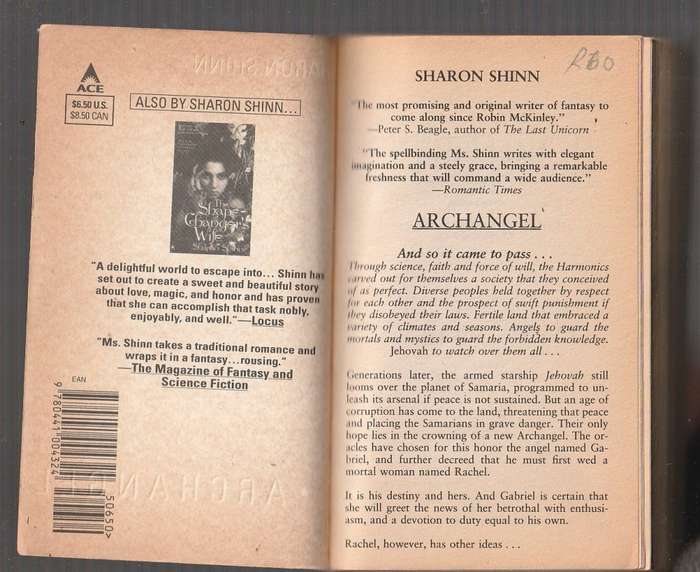 ACE
$6.50 U.S.
$8.50 CAN
ALSO BY SHARON SHINN...
The
Shape-
Changer's
Wife
Sharon Shinn
"A delightful world to escape into... Shinn has
set out to create a sweet and beautiful story
about love, magic, and honor and has proven
that she can accomplish that task nobly,
enjoyably, and well."—Locus
"Ms. Shinn takes a traditional romance and
wraps it in a fantasy...rousing."
—The Magazine of Fantasy and
Science Fiction
EAN
9 780441 004324
50650>
SHARON SHINN
"The most promising and original writer of fantasy to
come along since Robin McKinley."
—Peter S. Beagle, author of The Last Unicorn
"The spellbinding Ms. Shinn writes with elegant
imagination and a steely grace, bringing a remarkable
freshness that will command a wide audience."
—Romantic Times
ARCHANGEL
And so it came to pass . . .
Through science, faith and force of will, the Harmonics
carved out for themselves a society that they conceived
of as perfect. Diverse peoples held together by respect
for each other and the prospect of swift punishment if
they disobeyed their laws. Fertile land that embraced a
variety of climates and seasons. Angels to guard the
mortals and mystics to guard the forbidden knowledge.
Jehovah to watch over them all . . .
Generations later, the armed starship Jehovah still
looms over the planet of Samaria, programmed to un-
leash its arsenal if peace is not sustained. But an age of
corruption has come to the land, threatening that peace
and placing the Samarians in grave danger. Their only
hope lies in the crowning of a new Archangel. The or-
acles have chosen for this honor the angel named Ga-
briel, and further decreed that he must first wed a
mortal woman named Rachel.
It is his destiny and hers. And Gabriel is certain that
she will greet the news of her betrothal with enthusi-
asm, and a devotion to duty equal to his own.
Rachel, however, has other ideas . . .